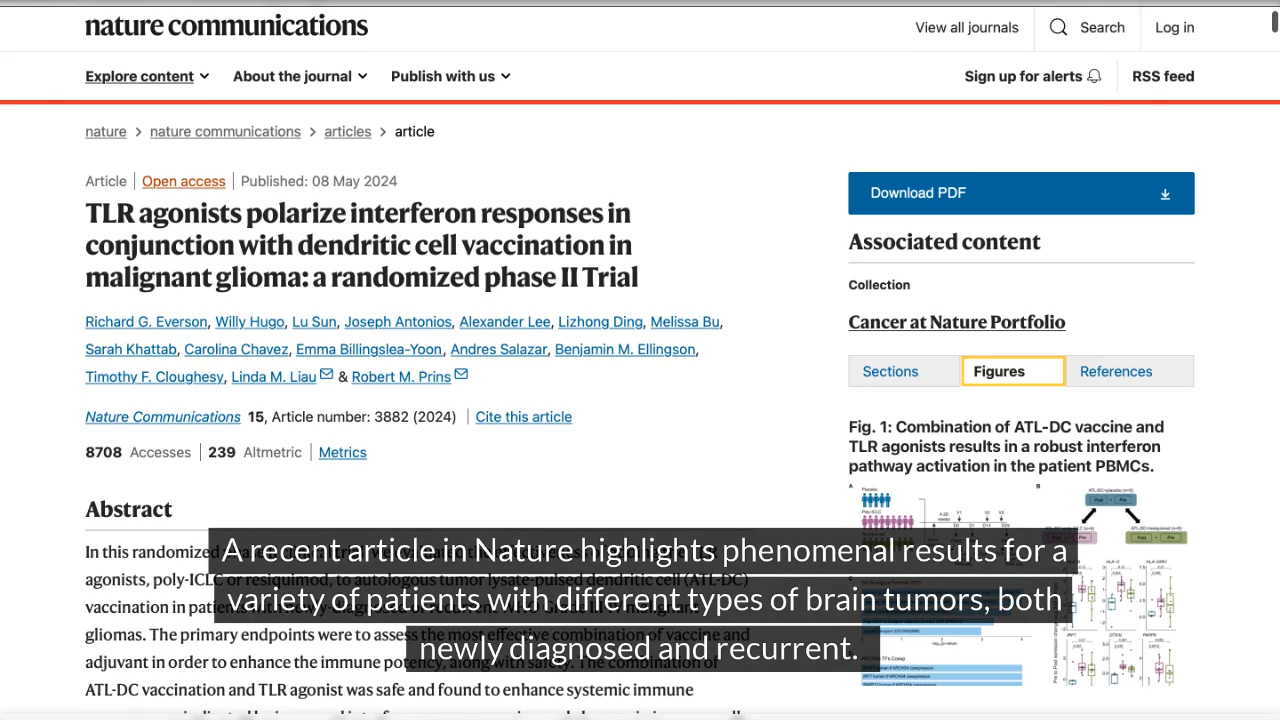 nature communications
View all journals
Search
Log in
Explore content
About the journal
Publish with us
Sign up for alerts
RSS feed
nature > nature communications > articles > article
Article | Open access | Published: 08 May 2024
TLR agonists polarize interferon responses in
conjunction with dendritic cell vaccination in
malignant glioma: a randomized phase II Trial
Richard G. Everson, Willy Hugo, Lu Sun, Joseph Antonios, Alexander Lee, Lizhong Ding, Melissa Bu,
Sarah Khattab, Carolina Chavez, Emma Billingslea-Yoon, Andres Salazar, Benjamin M. Ellingson,
Timothy F. Cloughesy, Linda M. Liau & Robert M. Prins
Nature Communications 15, Article number: 3882 (2024) | Cite this article
8708 Accesses | 239 Altmetric | Metrics
Abstract
In this randomized
agonists, poly-ICLC or resiquimod, to autologous tumor lysate-pulsed dendritic cell (ATL-DC)
vaccination in patients
gliomas. The primary endpoints were to assess the most effective combination of vaccine and
adjuvant in order to enhance the immune potency, along with safety. The combination of
ATL-DC vaccination and TLR agonist was safe and found to enhance systemic immune
Download PDF
Associated content
Collection
Cancer at Nature Portfolio
Sections
Figures
References
Fig. 1: Combination of ATL-DC vaccine and
TLR agonists results in a robust interferon
pathway activation in the patient PBMCs.
A
B
Placebo
A recent article in Nature highlights phenomenal results for a
variety of patients with different types of brain tumors, both
newly diagnosed and recurrent.